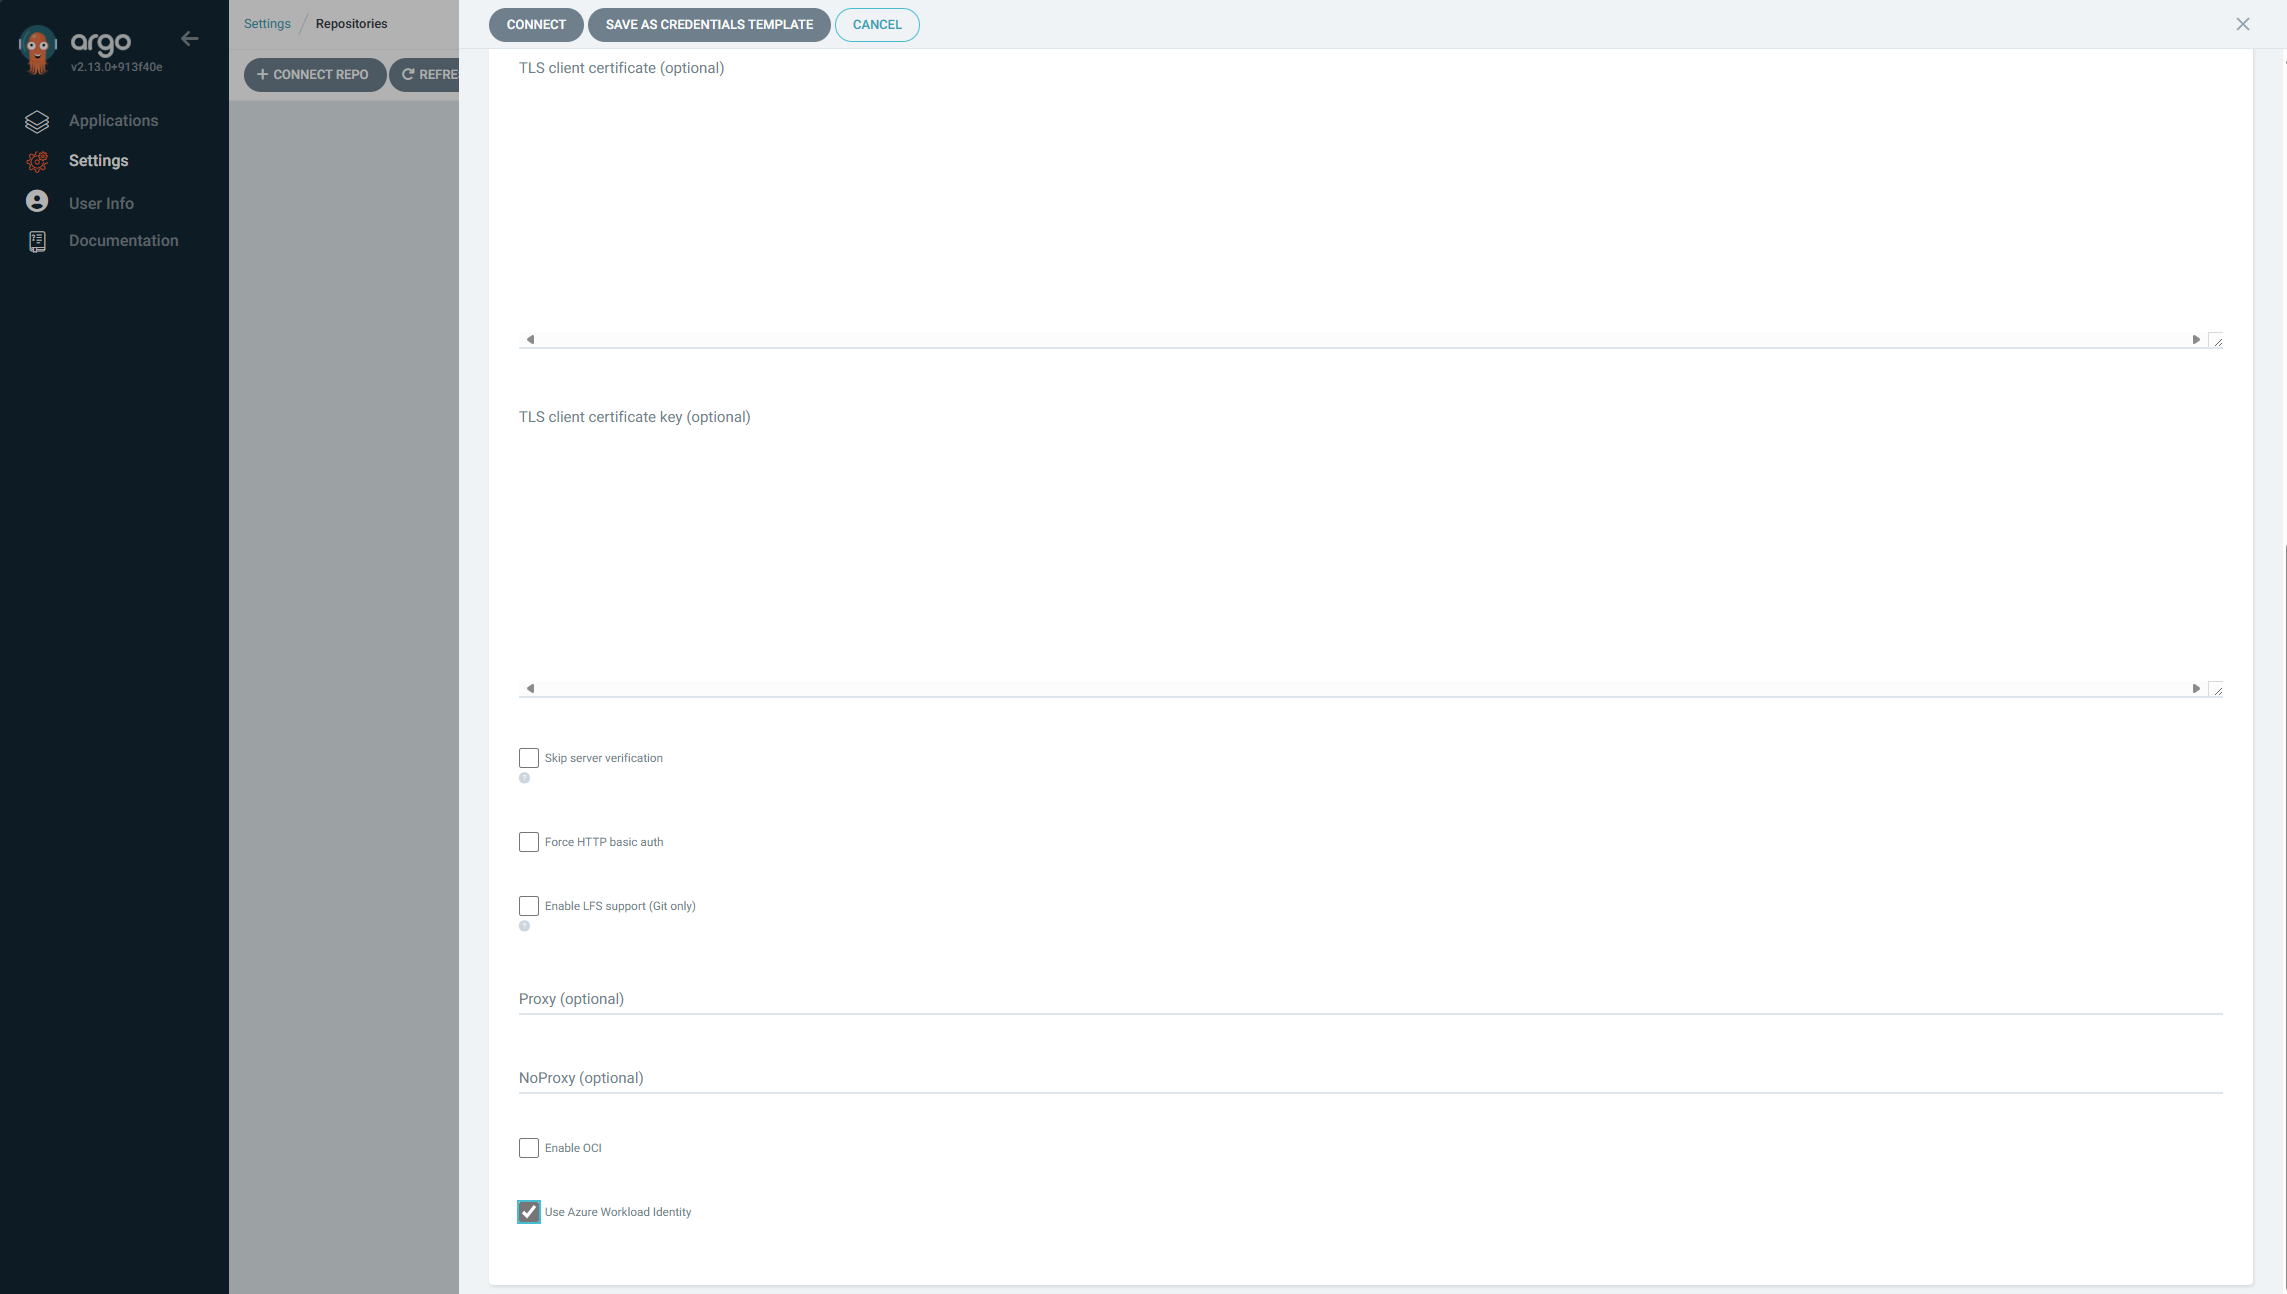 argo
v2.13.0+913f40e
Applications
Settings
User Info
Documentation
Settings / Repositories
CONNECT REPO REFRE
CONNECT SAVE AS CREDENTIALS TEMPLATE CANCEL
TLS client certificate (optional)
TLS client certificate key (optional)
Skip server verification
Force HTTP basic auth
Enable LFS support (Git only)
Proxy (optional)
NoProxy (optional)
Enable OCI
Use Azure Workload Identity